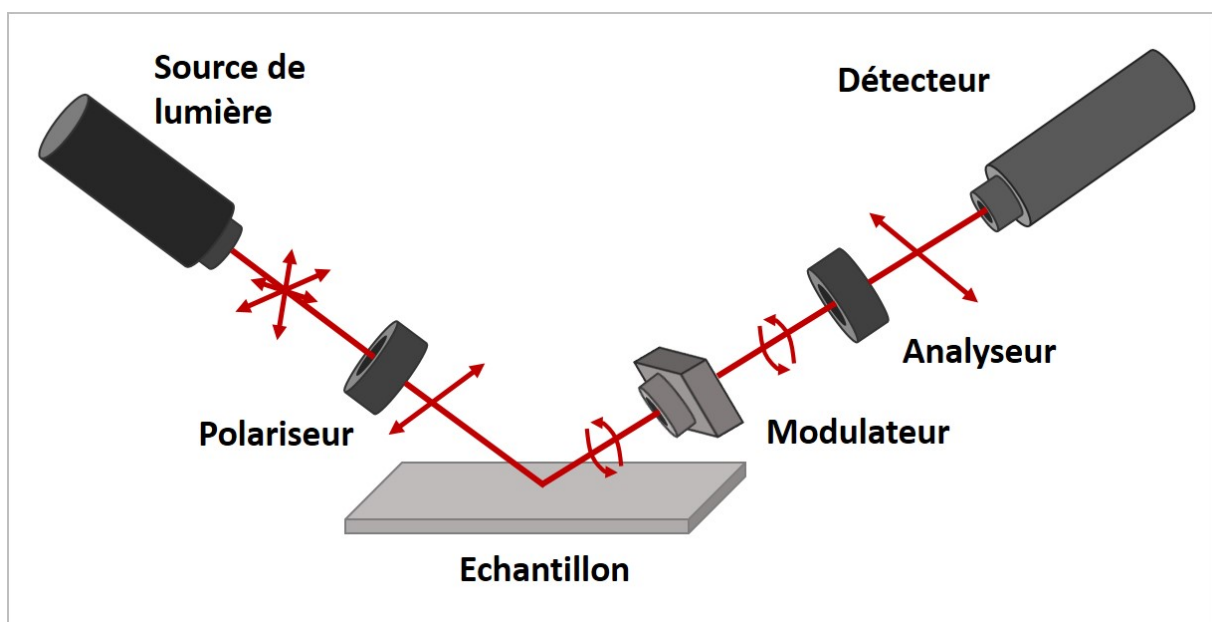 Source de
lumière
Détecteur
Polariseur
Analyseur
Modulateur
Echantillon